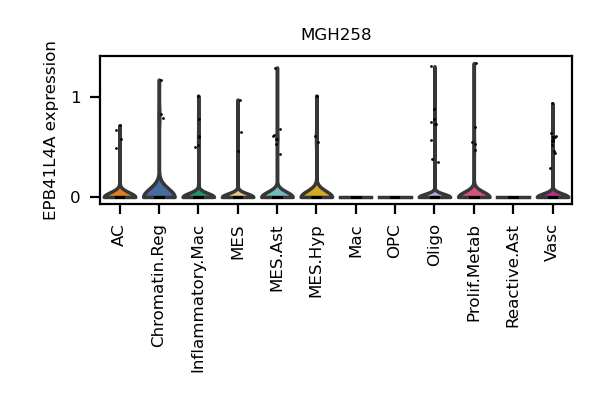 MGH258
EPB41L4A expression
1
0
AC
Chromatin.Reg
Inflammatory.Mac
MES
MES.Ast
MES.Hyp
Mac
OPC
Oligo
Prolif.Metab
Reactive.Ast
Vasc